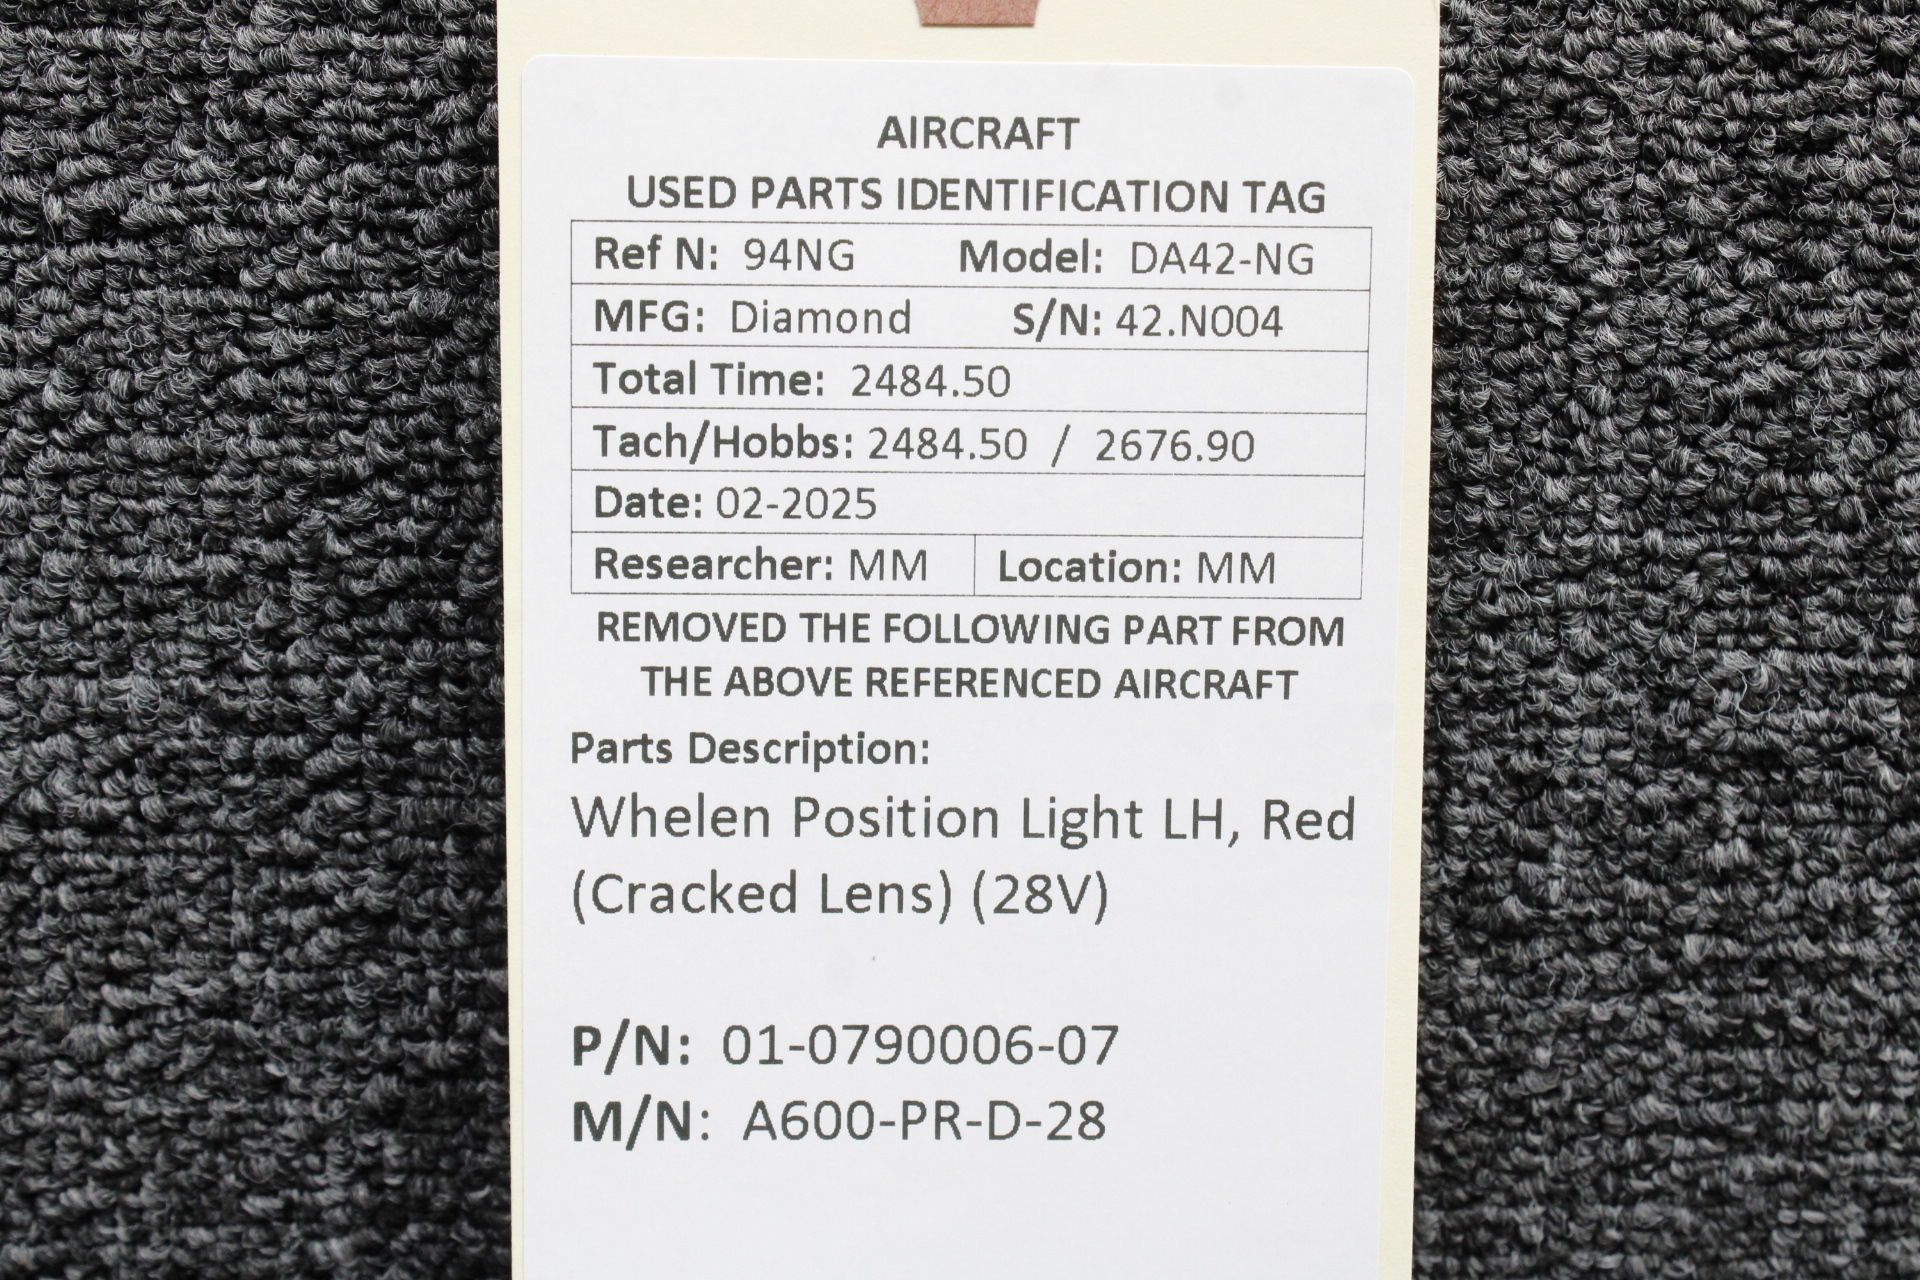 AIRCRAFT
USED PARTS IDENTIFICATION TAG
Ref N: 94NG Model: DA42-NG
MFG: Diamond S/N: 42.N004
Total Time: 2484.50
Tach/Hobbs: 2484.50 / 2676.90
Date: 02-2025
Researcher: MM Location: MM
REMOVED THE FOLLOWING PART FROM
THE ABOVE REFERENCED AIRCRAFT
Parts Description:
Whelen Position Light LH, Red
(Cracked Lens) (28V)
P/N: 01-0790006-07
M/N: A600-PR-D-28